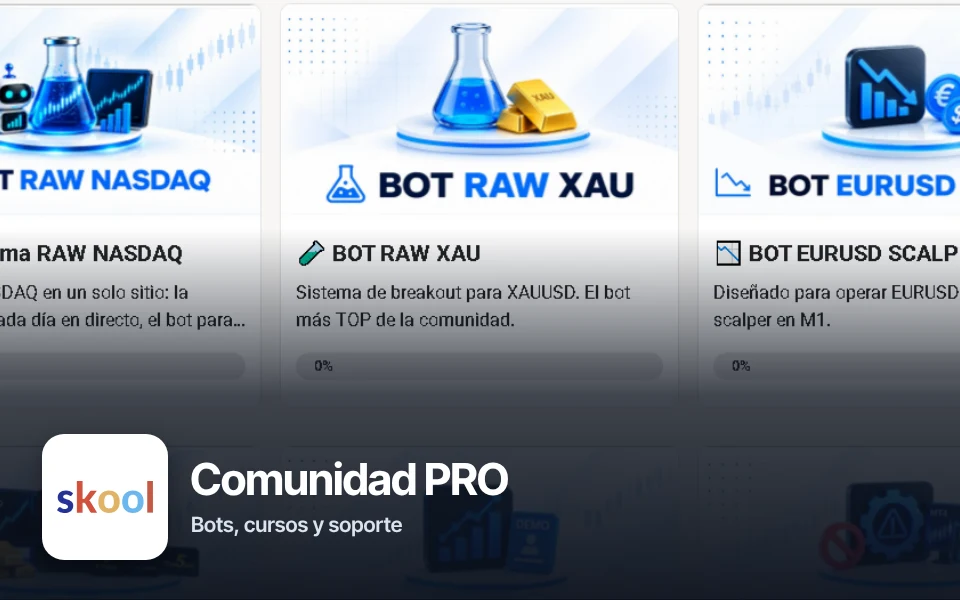 T RAW NASDAQ
ma RAW NASDAQ
DAQ en un solo sitio: la
ada día en directo, el bot para...
XAU
BOT RAW XAU
BOT RAW XAU
Sistema de breakout para XAUUSD. El bot
más TOP de la comunidad.
0%
BOT EURUSD
BOT EURUSD SCALP
Diseñado para operar EURUSD
scalper en M1.
0%
skool
Comunidad PRO
Bots, cursos y soporte
DEMO